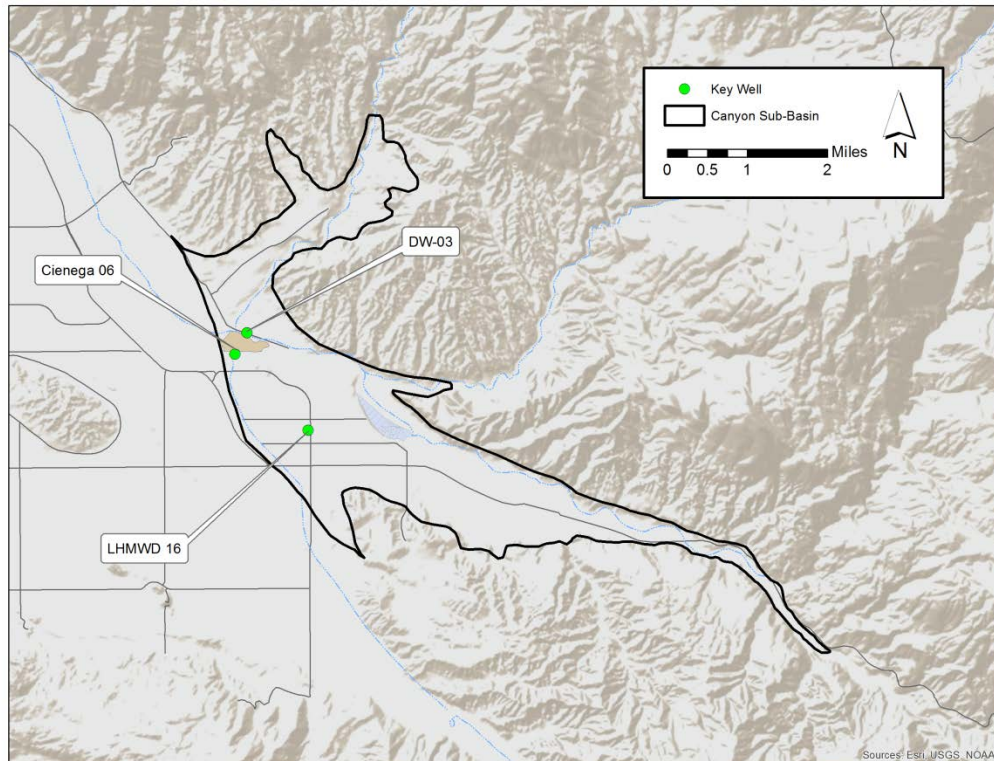 Key Well
Canyon Sub-Basin
Miles
0 0.5 1 2
N
DW-03
Cienega 06
LHMWD 16
Sources: Esri, USGS, NOAA